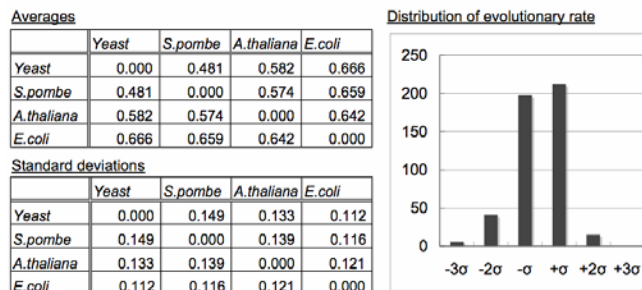 Averages
Yeast S.pombe A.thaliana E.coli
Yeast 0.000 0.481 0.582 0.666
S.pombe 0.481 0.000 0.574 0.659
A.thaliana 0.582 0.574 0.000 0.642
E.coli 0.666 0.659 0.642 0.000
Standard deviations
Yeast S.pombe A.thaliana E.coli
Yeast 0.000 0.149 0.133 0.112
S.pombe 0.149 0.000 0.139 0.116
A.thaliana 0.133 0.139 0.000 0.121
E.coli 0.112 0.116 0.121 0.000
Distribution of evolutionary rate
250
200
150
100
50
0
-3σ -2σ -σ +σ +2σ +3σ